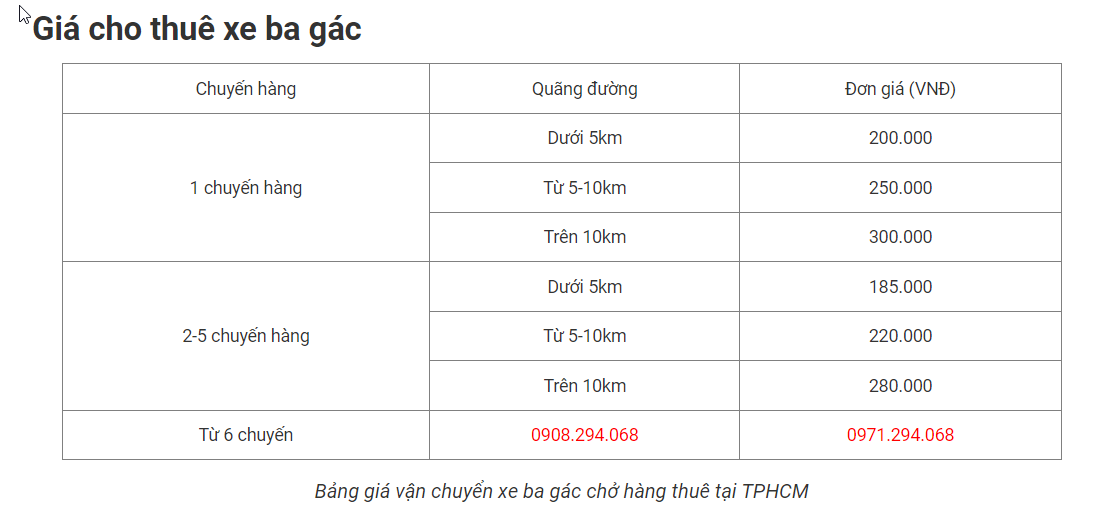 Giá cho thuê xe ba gác
Chuyến hàng Quãng đường Đơn giá (VNĐ)
1 chuyến hàng Dưới 5km 200.000
Từ 5-10km 250.000
Trên 10km 300.000
2-5 chuyến hàng Dưới 5km 185.000
Từ 5-10km 220.000
Trên 10km 280.000
Từ 6 chuyến 0908.294.068 0971.294.068
Bảng giá vận chuyển xe ba gác chở hàng thuê tại TPHCM